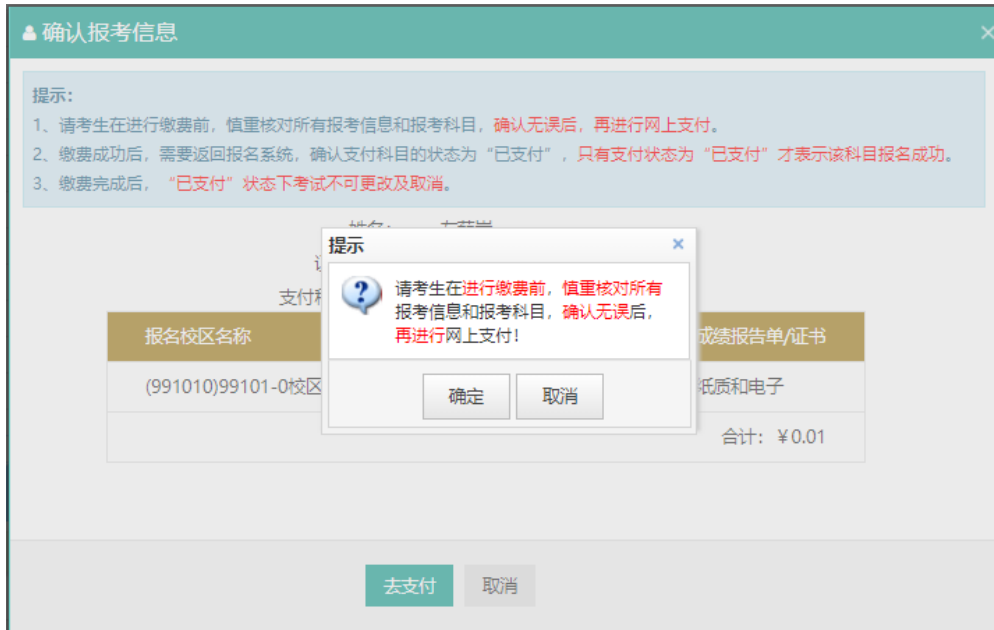 确认报考信息
提示：
1、请考生在进行缴费前，慎重核对所有报考信息和报考科目，确认无误后，再进行网上支付。
2、缴费成功后，需要返回报名系统，确认支付科目的状态为“已支付”，只有支付状态为“已支付”才表示该科目报名成功。
3、缴费完成后，“已支付”状态下考试不可更改及取消。
姓名：
提示
请考生在进行缴费前，慎重核对所有
报考信息和报考科目，确认无误后，
再进行网上支付！
确定 取消
支付
报名校区名称 成绩报告单/证书
(991010)99101-0校区 纸质和电子
合计：￥0.01
去支付 取消